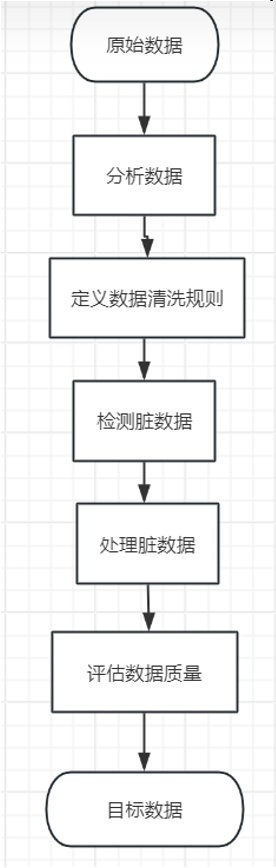 原始数据
分析数据
定义数据清洗规则
检测脏数据
处理脏数据
评估数据质量
目标数据